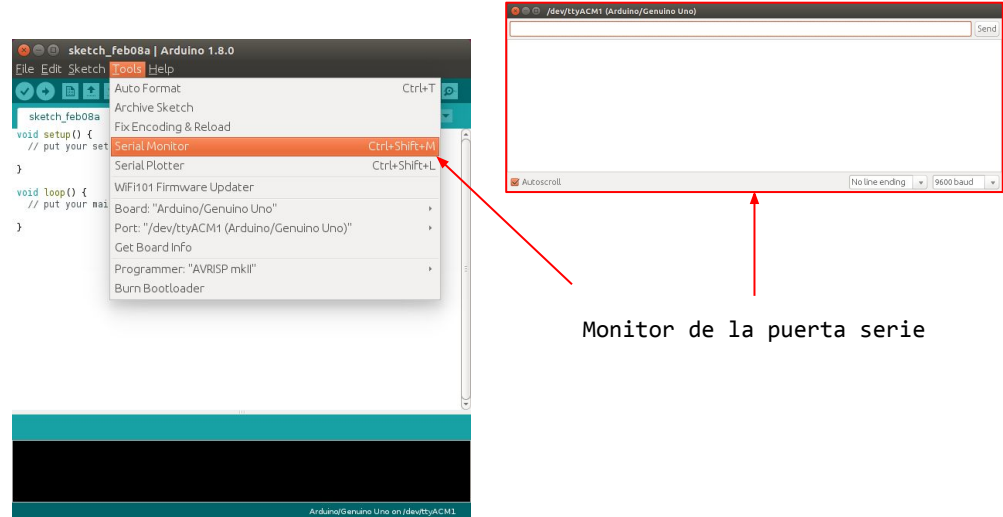 /dev/ttyACM1 (Arduino/Genuino Uno)
Send
sketch_feb08a | Arduino 1.8.0
File Edit Sketch Tools Help
Auto Format Ctrl+T
Archive Sketch
sketch_feb08a
Fix Encoding & Reload
void setup() {
// put your set
Serial Monitor Ctrl+Shift+M
Serial Plotter Ctrl+Shift+L
}
WiFi101 Firmware Updater
void loop() {
// put your mai
Board: "Arduino/Genuino Uno"
}
Port: "/dev/ttyACM1 (Arduino/Genuino Uno)"
Get Board Info
Programmer: "AVRISP mkII"
Burn Bootloader
Autoscroll
No line ending
9600 baud
Monitor de la puerta serie
Arduino/Genuino Uno on /dev/ttyACM1